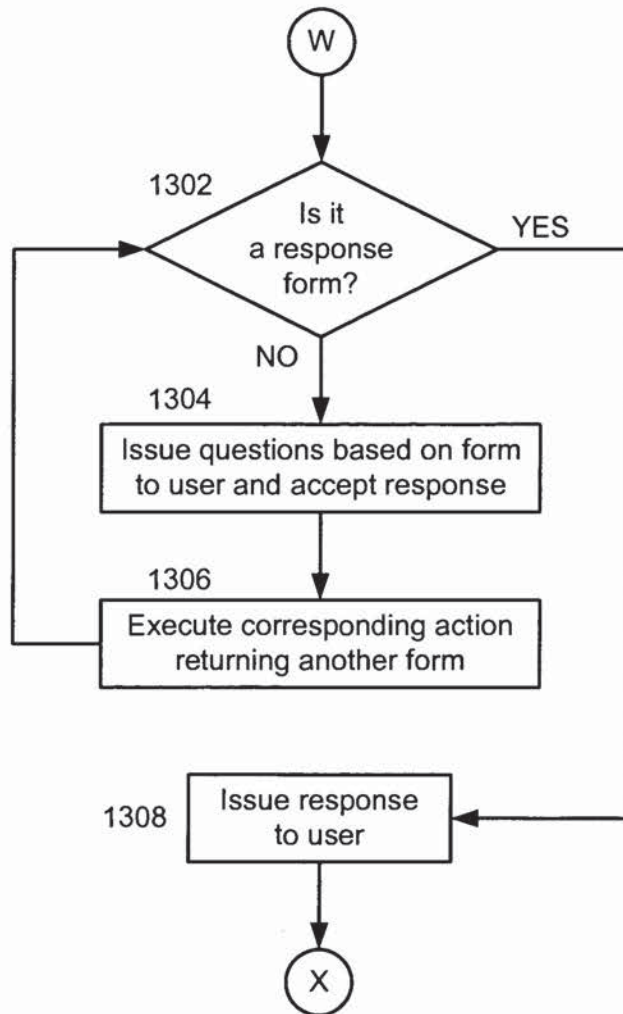 W
1302
Is it
a response
form?
YES
NO
1304
Issue questions based on form
to user and accept response
1306
Execute corresponding action
returning another form
1308
Issue response
to user
X